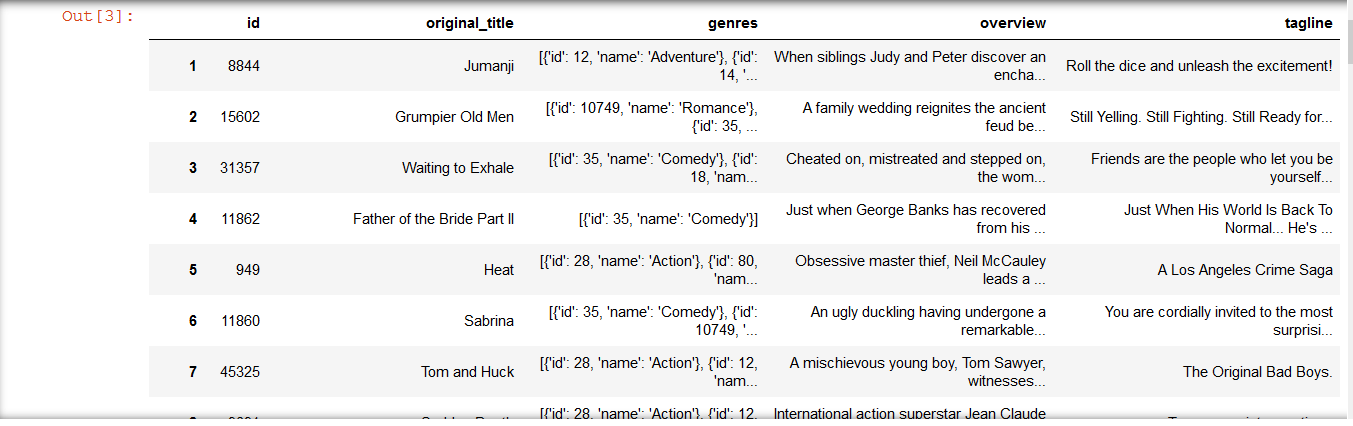 Out[3]:
id original_title genres overview tagline
1 8844 Jumanji [{'id': 12, 'name': 'Adventure'}, {'id': When siblings Judy and Peter discover an Roll the dice and unleash the excitement!
14, '... encha...
2 15602 Grumpier Old Men [{'id': 10749, 'name': 'Romance'}, A family wedding reignites the ancient Still Yelling. Still Fighting. Still Ready for...
{'id': 35, ... feud be...
3 31357 Waiting to Exhale [{'id': 35, 'name': 'Comedy'}, {'id': Cheated on, mistreated and stepped on, Friends are the people who let you be
18, 'nam... the wom... yourself...
4 11862 Father of the Bride Part II [{'id': 35, 'name': 'Comedy'}] Just when George Banks has recovered Just When His World Is Back To
from his ... Normal... He's ...
5 949 Heat [{'id': 28, 'name': 'Action'}, {'id': 80, Obsessive master thief, Neil McCauley A Los Angeles Crime Saga
'nam... leads a ...
6 11860 Sabrina [{'id': 35, 'name': 'Comedy'}, {'id': An ugly duckling having undergone a You are cordially invited to the most
10749, '... remarkable... surprisi...
7 45325 Tom and Huck [{'id': 28, 'name': 'Action'}, {'id': 12, A mischievous young boy, Tom Sawyer, The Original Bad Boys.
'nam... witnesses...
[{'id': 28, 'name': 'Action'}, {'id': 12, International action superstar Jean Claude